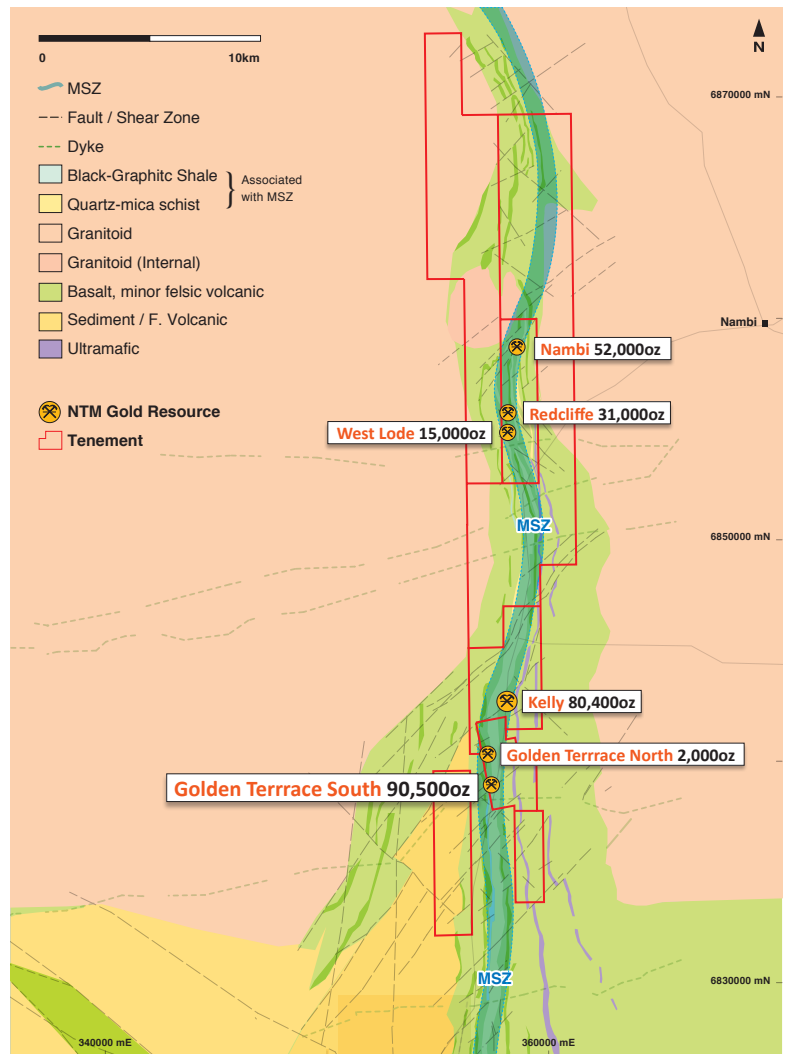 0 10km
N
MSZ
Fault / Shear Zone
Dyke
Black-Graphitc Shale
Quartz-mica schist
Associated
with MSZ
Granitoid
Granitoid (Internal)
Basalt, minor felsic volcanic
Sediment / F. Volcanic
Ultramafic
NTM Gold Resource
Tenement
6870000 mN
Nambi
Nambi 52,000oz
Redcliffe 31,000oz
West Lode 15,000oz
MSZ
6850000 mN
Kelly 80,400oz
Golden Terrrace North 2,000oz
Golden Terrrace South 90,500oz
MSZ
6830000 mN
340000 mE
360000 mE